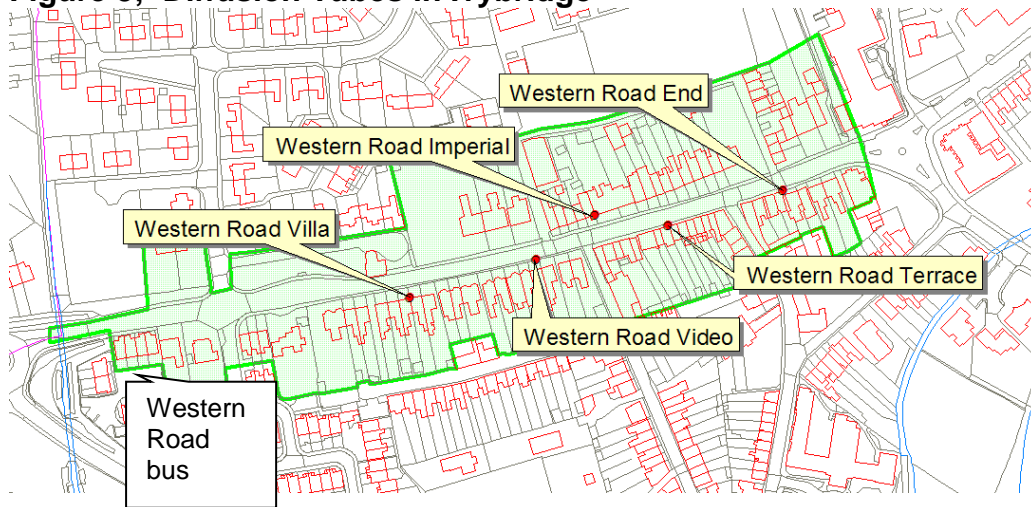 Western Road End
Western Road Imperial
Western Road Villa
Western Road Terrace
Western Road Video
Western
Road
bus